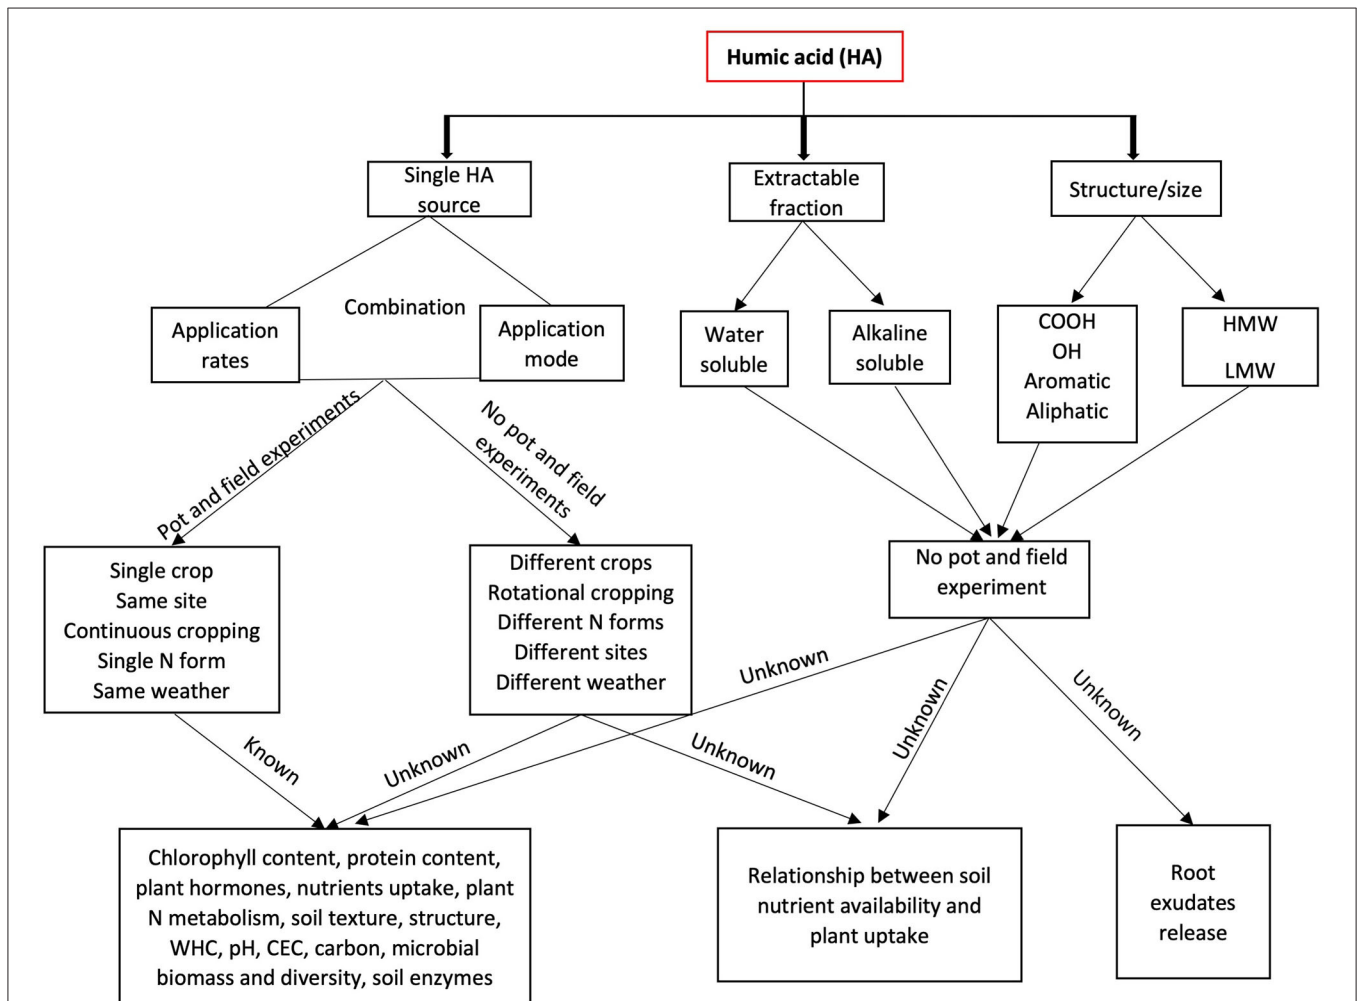 Humic acid (HA)
Single HA
source
Extractable
fraction
Structure/size
Combination
Application
rates
Application
mode
Water
soluble
Alkaline
soluble
COOH
OH
Aromatic
Aliphatic
HMW
LMW
Pot and field experiments
No pot and field
experiments
Single crop
Same site
Continuous cropping
Single N form
Same weather
Different crops
Rotational cropping
Different N forms
Different sites
Different weather
No pot and field
experiment
Known
Unknown
Unknown
Unknown
Unknown
Unknown
Chlorophyll content, protein content,
plant hormones, nutrients uptake, plant
N metabolism, soil texture, structure,
WHC, pH, CEC, carbon, microbial
biomass and diversity, soil enzymes
Relationship between soil
nutrient availability and
plant uptake
Root
exudates
release